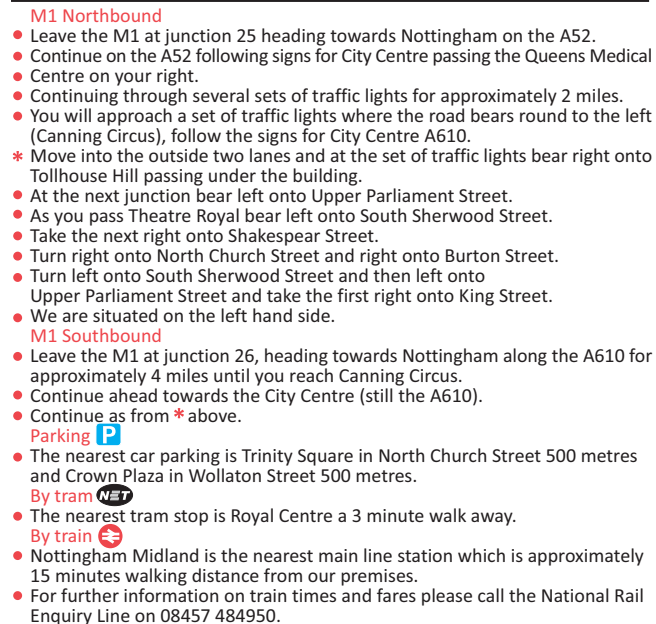 M1 Northbound
Leave the M1 at junction 25 heading towards Nottingham on the A52.
Continue on the A52 following signs for City Centre passing the Queens Medical
Centre on your right.
Continuing through several sets of traffic lights for approximately 2 miles.
You will approach a set of traffic lights where the road bears round to the left
(Canning Circus), follow the signs for City Centre A610.
* Move into the outside two lanes and at the set of traffic lights bear right onto
Tollhouse Hill passing under the building.
At the next junction bear left onto Upper Parliament Street.
As you pass Theatre Royal bear left onto South Sherwood Street.
Take the next right onto Shakespear Street.
Turn right onto North Church Street and right onto Burton Street.
Turn left onto South Sherwood Street and then left onto
Upper Parliament Street and take the first right onto King Street.
We are situated on the left hand side.
M1 Southbound
Leave the M1 at junction 26, heading towards Nottingham along the A610 for
approximately 4 miles until you reach Canning Circus.
Continue ahead towards the City Centre (still the A610).
Continue as from * above.
Parking P
The nearest car parking is Trinity Square in North Church Street 500 metres
and Crown Plaza in Wollaton Street 500 metres.
By tram NET
The nearest tram stop is Royal Centre a 3 minute walk away.
By train
Nottingham Midland is the nearest main line station which is approximately
15 minutes walking distance from our premises.
For further information on train times and fares please call the National Rail
Enquiry Line on 08457 484950.